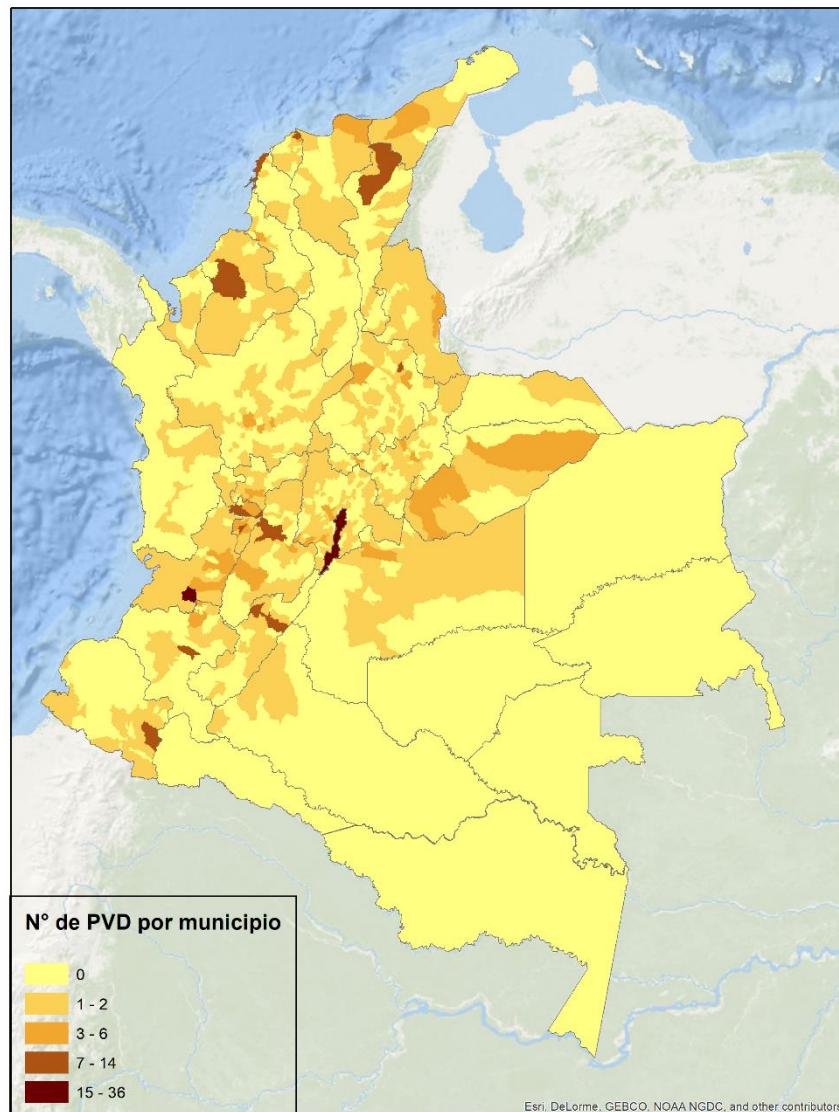 N° de PVD por municipio
0
1 - 2
3 - 6
7 - 14
15 - 36
Esri, DeLorme, GEBCO, NOAA NGDC, and other contributors